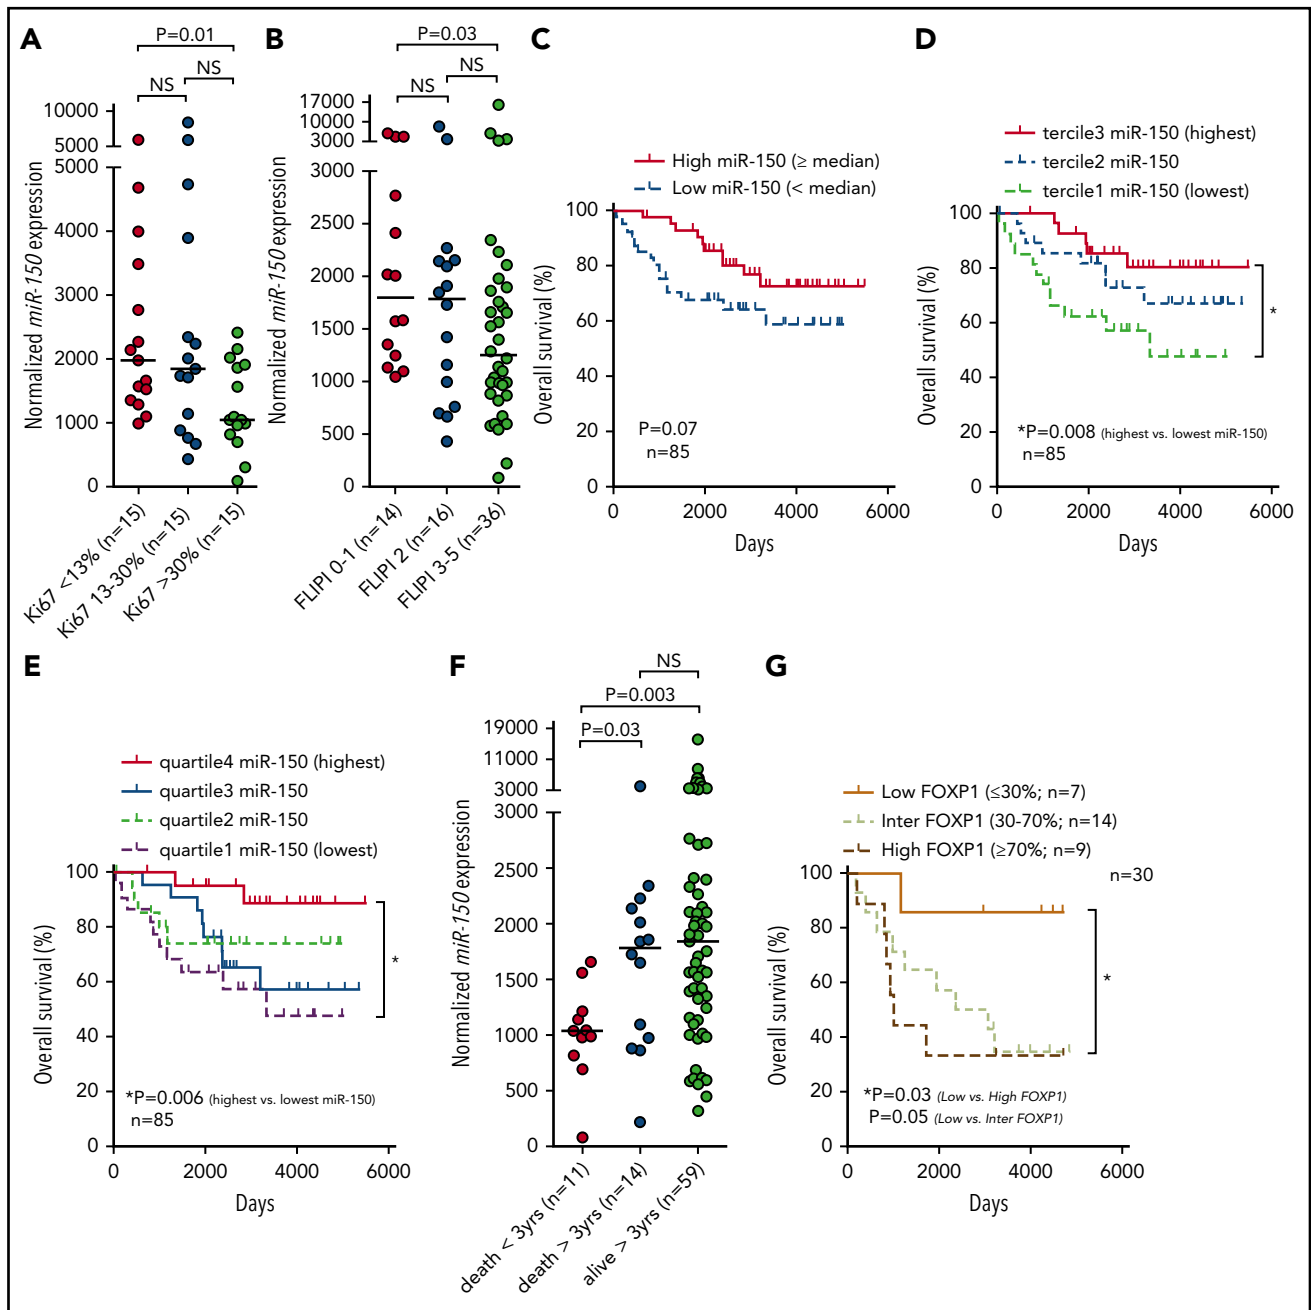 A
P=0.01
NS
NS
10000
5000
5000
4000
3000
2000
1000
0
Normalized miR-150 expression
Ki67 <13% (n=15)
Ki67 13-30% (n=15)
Ki67 >30% (n=15)
B
P=0.03
NS
NS
17000
10000
3000
3000
2500
2000
1500
1000
500
0
Normalized miR-150 expression
FLIPI 0-1 (n=14)
FLIPI 2 (n=16)
FLIPI 3-5 (n=36)
C
High miR-150 (≥ median)
Low miR-150 (< median)
100
80
60
40
20
0
Overall survival (%)
P=0.07
n=85
0 2000 4000 6000
Days
D
tercile3 miR-150 (highest)
tercile2 miR-150
tercile1 miR-150 (lowest)
100
80
60
40
20
0
Overall survival (%)
*
*P=0.008 (highest vs. lowest miR-150)
n=85
0 2000 4000 6000
Days
E
quartile4 miR-150 (highest)
quartile3 miR-150
quartile2 miR-150
quartile1 miR-150 (lowest)
100
80
60
40
20
0
Overall survival (%)
*
*P=0.006 (highest vs. lowest miR-150)
n=85
0 2000 4000 6000
Days
F
NS
P=0.003
P=0.03
19000
11000
3000
3000
2500
2000
1500
1000
500
0
Normalized miR-150 expression
death < 3yrs (n=11)
death > 3yrs (n=14)
alive > 3yrs (n=59)
G
Low FOXP1 (≤30%; n=7)
Inter FOXP1 (30-70%; n=14)
High FOXP1 (≥70%; n=9)
n=30
100
80
60
40
20
0
Overall survival (%)
*
*P=0.03 (Low vs. High FOXP1)
P=0.05 (Low vs. Inter FOXP1)
0 2000 4000 6000
Days